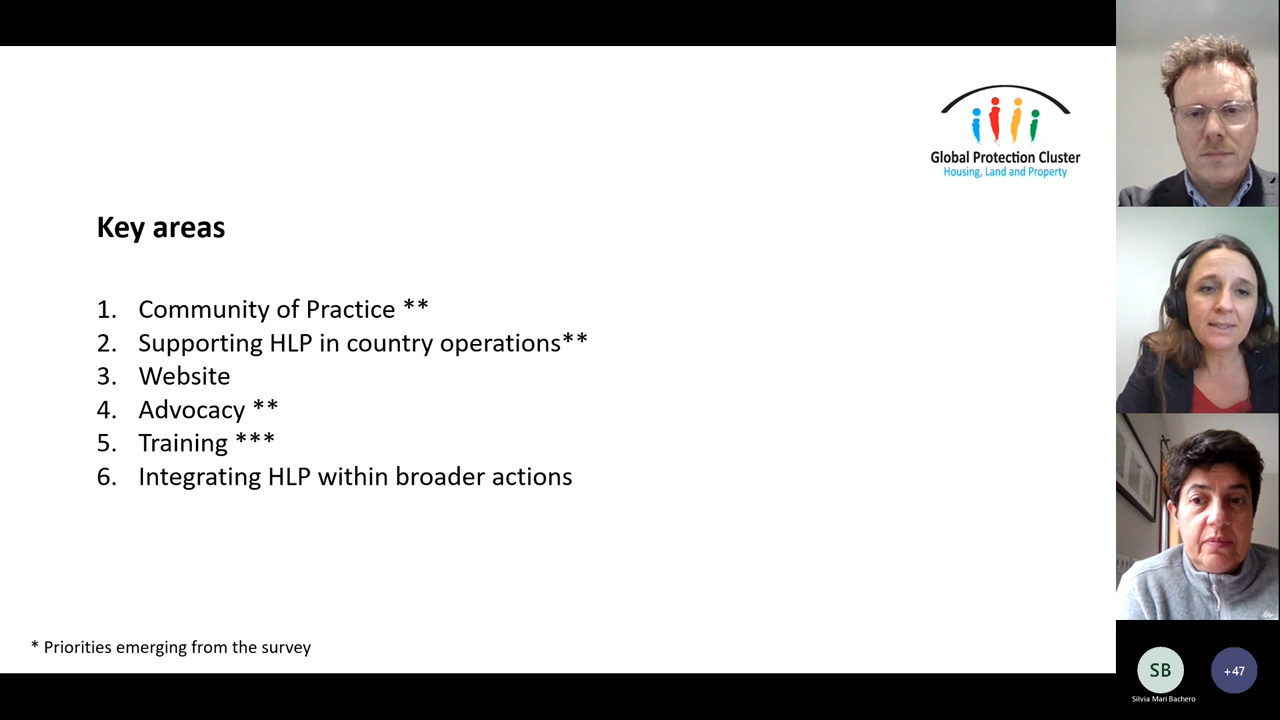 Global Protection Cluster
Housing, Land and Property
Key areas
1. Community of Practice **
2. Supporting HLP in country operations**
3. Website
4. Advocacy **
5. Training ***
6. Integrating HLP within broader actions
* Priorities emerging from the survey
SB
+47
Silvia Mari Bachero